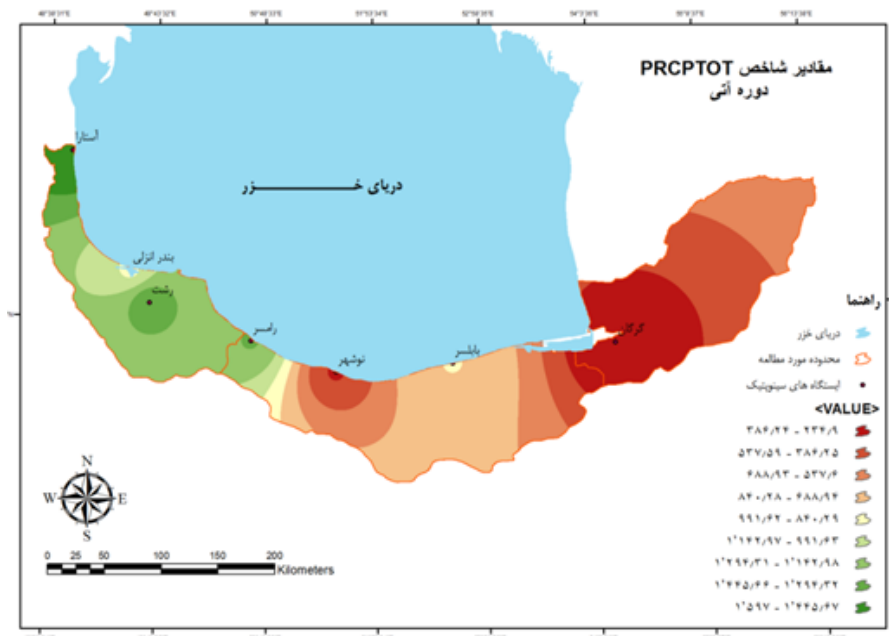 مقادیر شاخص PRCPTOT
دوره آتی
آستارا
دریای خـــــــزر
بندر انزلی
رشت
رامسر
نوشهر
بابلسر
گرگان
راهنما
دریای خزر
محدوده مورد مطالعه
ایستگاه های سینوپتیک
<VALUE>
۲۳۴/۹ - ۳۸۶/۲۴
۳۸۶/۲۵ - ۵۳۷/۵۹
۵۳۷/۶ - ۶۸۸/۹۳
۶۸۸/۹۴ - ۸۴۰/۲۸
۸۴۰/۲۹ - ۹۹۱/۶۲
۹۹۱/۶۳ - ۱٬۱۴۲/۹۷
۱٬۱۴۲/۹۸ - ۱٬۲۹۴/۳۱
۱٬۲۹۴/۳۲ - ۱٬۴۴۵/۶۶
۱٬۴۴۵/۶۷ - ۱٬۵۹۷
N
W E
S
0 25 50 100 150 200
Kilometers